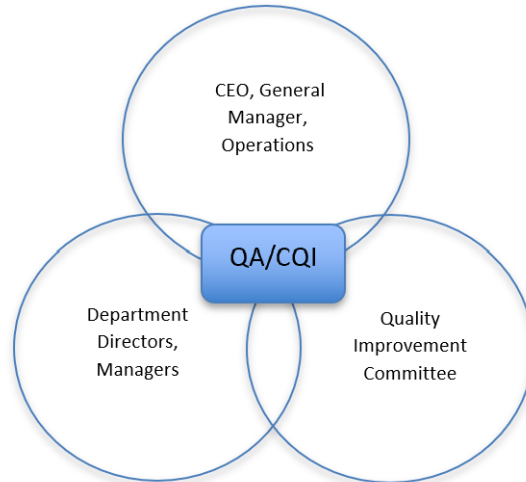 CEO, General
Manager,
Operations
QA/CQI
Department
Directors,
Managers
Quality
Improvement
Committee